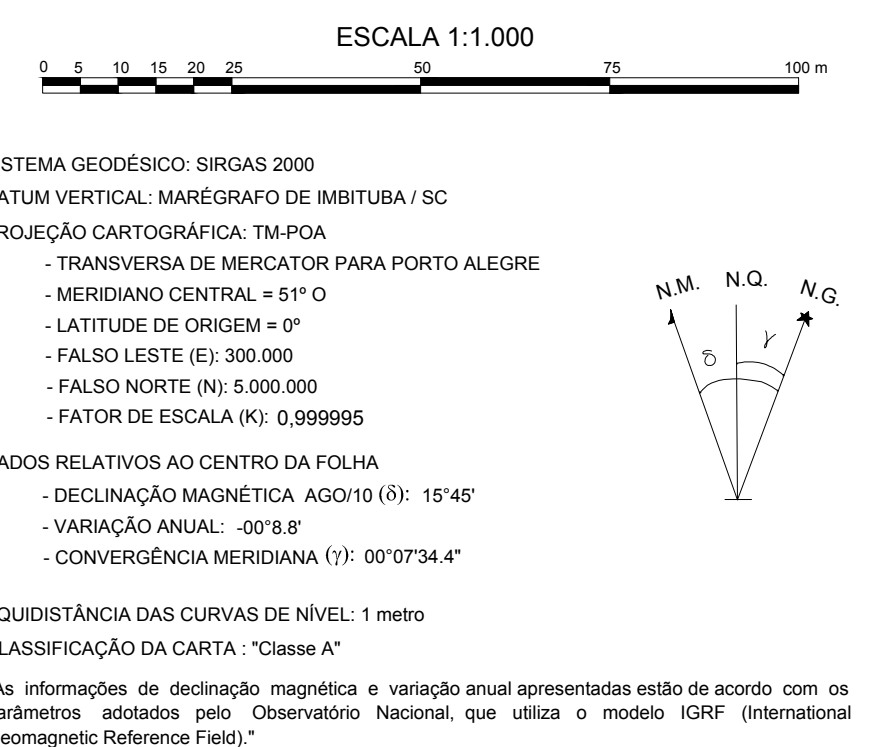 ESCALA 1:1.000
0 5 10 15 20 25 50 75 100 m
ISTEMA GEODÉSICO: SIRGAS 2000
ATUM VERTICAL: MARÉGRAFO DE IMBITUBA / SC
ROJEÇÃO CARTOGRÁFICA: TM-POA
- TRANSVERSA DE MERCATOR PARA PORTO ALEGRE
- MERIDIANO CENTRAL = 51º O
- LATITUDE DE ORIGEM = 0º
- FALSO LESTE (E): 300.000
- FALSO NORTE (N): 5.000.000
- FATOR DE ESCALA (K): 0,999995
N.M. N.Q. N.G.
δ γ
ADOS RELATIVOS AO CENTRO DA FOLHA
- DECLINAÇÃO MAGNÉTICA AGO/10 (δ): 15°45'
- VARIAÇÃO ANUAL: -00°8.8'
- CONVERGÊNCIA MERIDIANA (γ): 00°07'34.4"
QUIDISTÂNCIA DAS CURVAS DE NÍVEL: 1 metro
LASSIFICAÇÃO DA CARTA : "Classe A"
As informações de declinação magnética e variação anual apresentadas estão de acordo com os
arâmetros adotados pelo Observatório Nacional, que utiliza o modelo IGRF (International
eomagnetic Reference Field)."